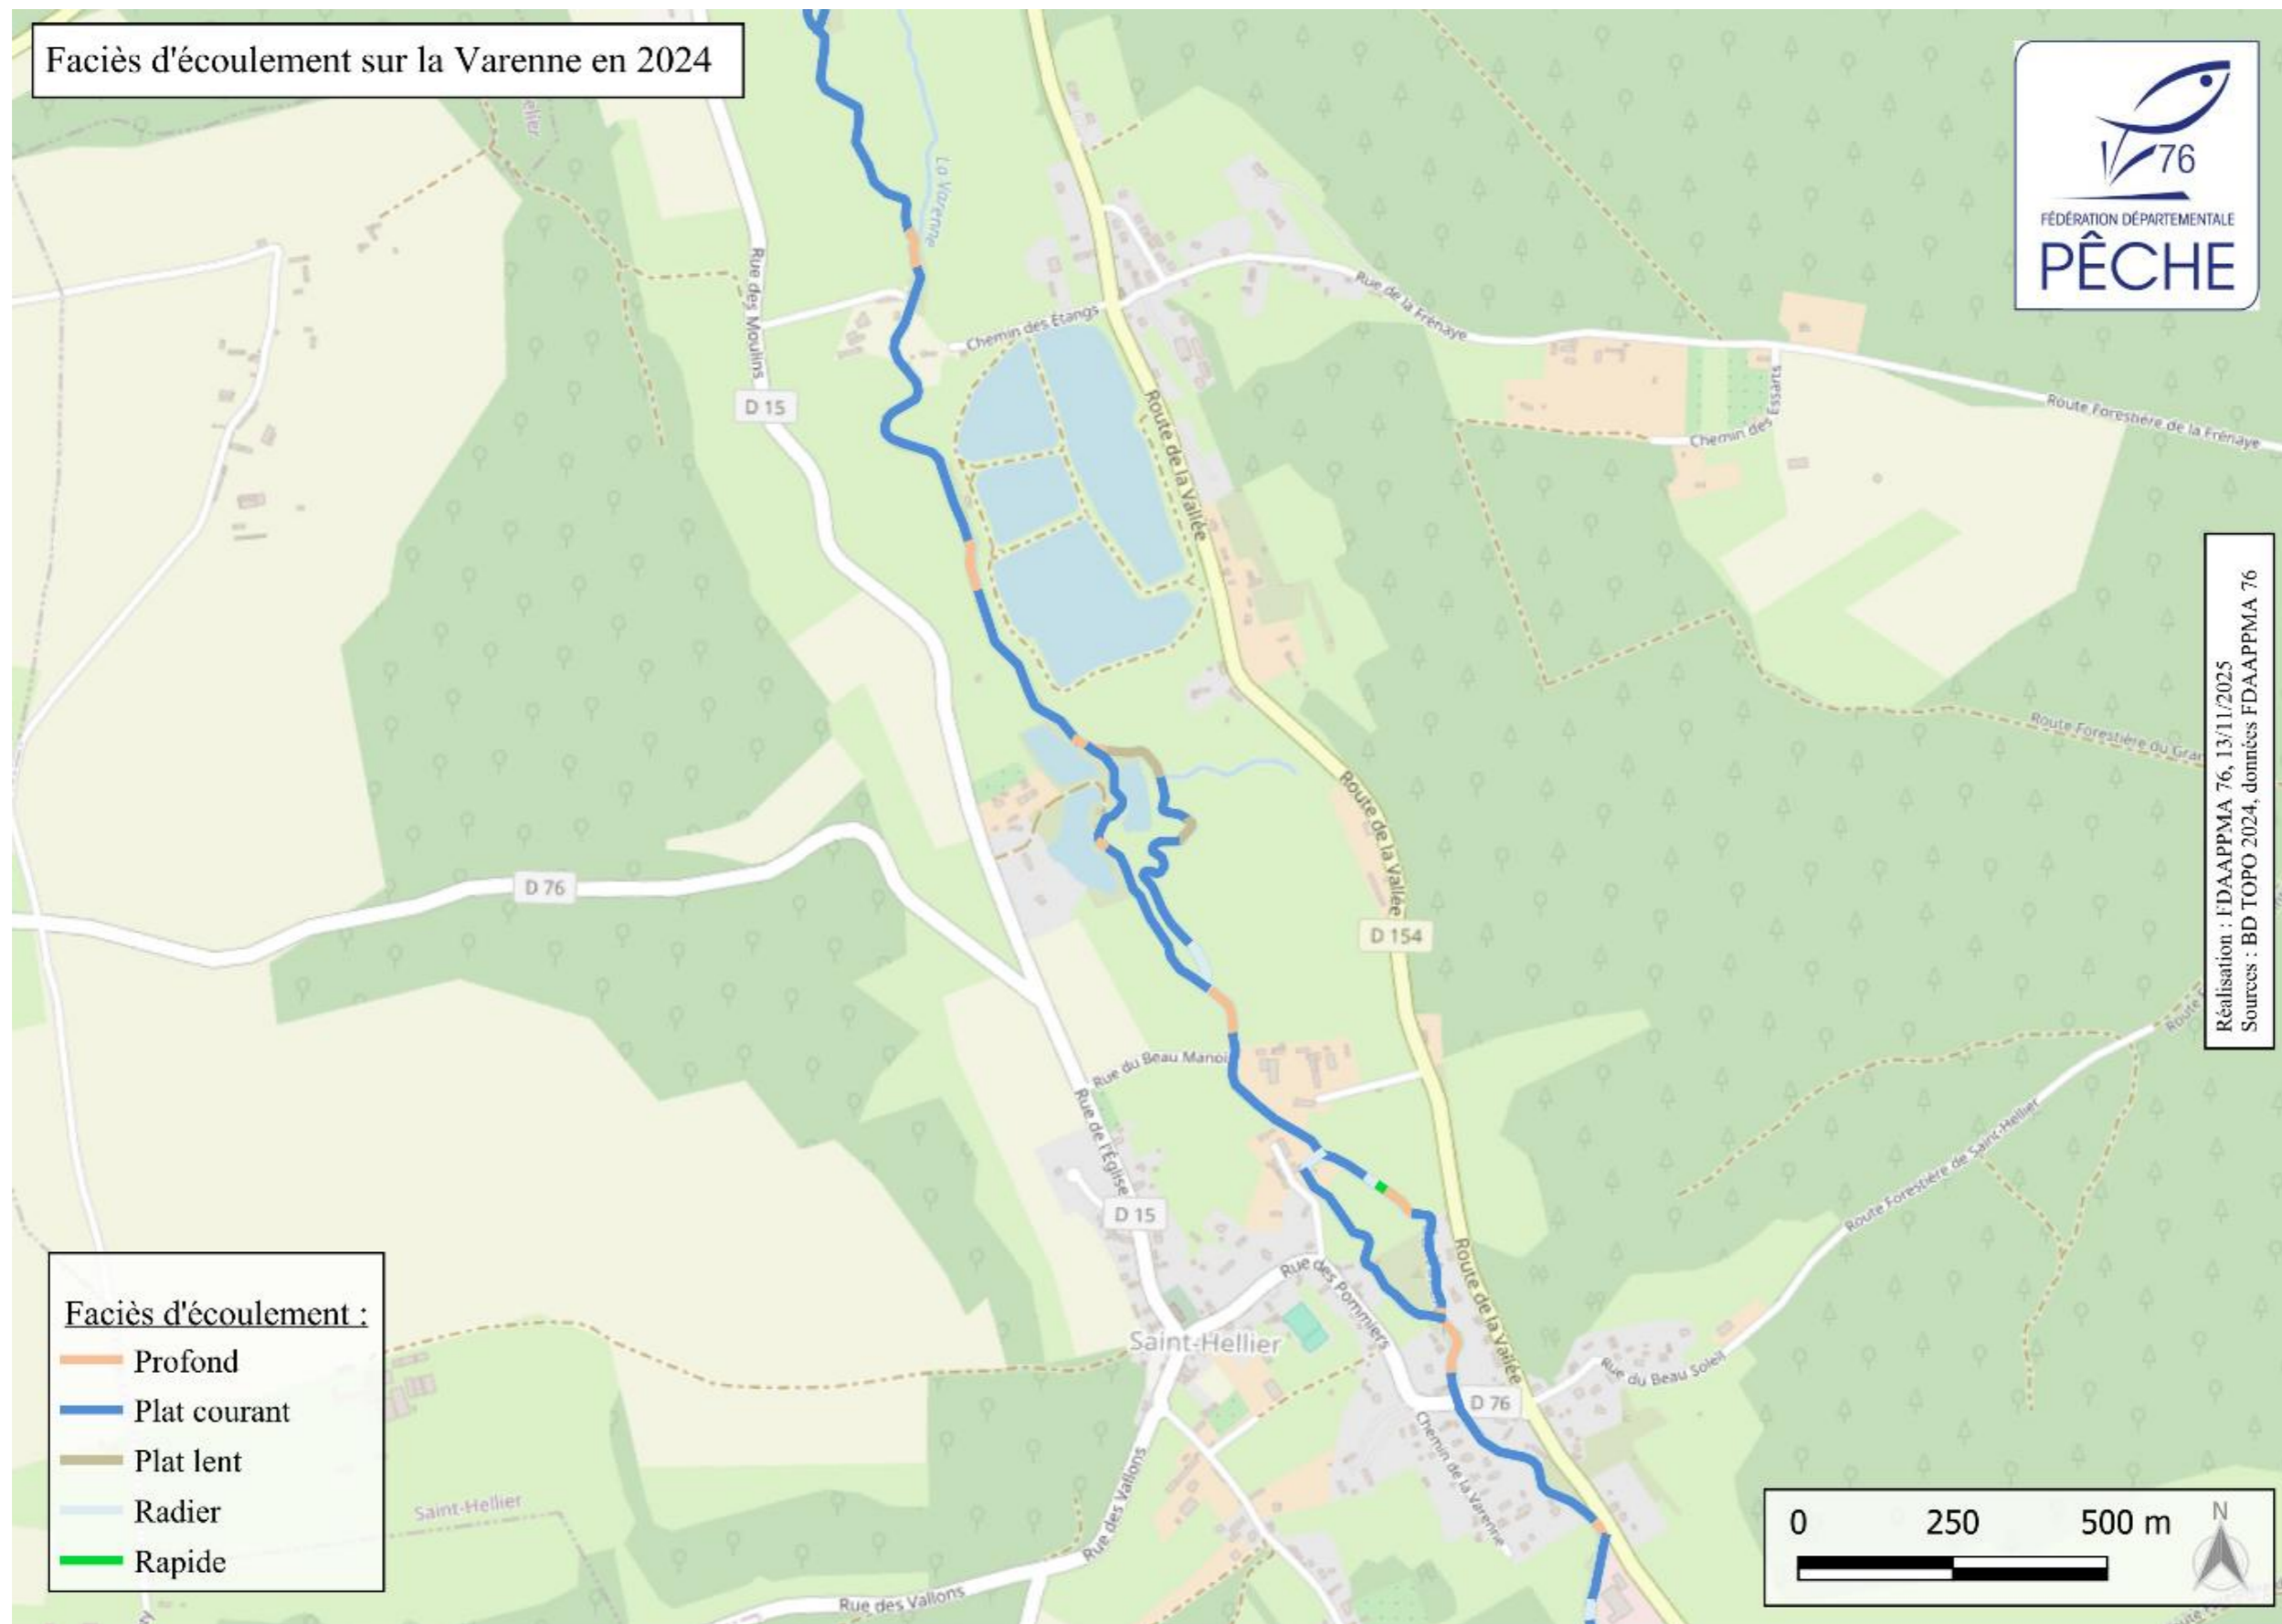 Faciès d'écoulement sur la Varenne en 2024
76
FÉDÉRATION DÉPARTEMENTALE
PÊCHE
La Varenne
Rue des Moulins
D 15
Chemin des Étangs
Rue de la Frênaye
Route de la Vallée
Chemin des Essarts
Route Forestière de la Frênaye
Réalisation : FDAAPPMA 76, 13/11/2025
Sources : BD TOPO 2024, données FDAAPPMA 76
Route Forestière du Gra
Route de la Vallée
D 76
D 154
Rue du Beau Manoi
Rue de l'Église
D 15
Route Forestière de Saint-Hellier
Route
Rue des Pommiers
Route de la Vallée
Saint-Hellier
Rue du Beau Soleil
D 76
Chemin de la Varenne
Rue des Vallons
Saint-Hellier
Rue des Vallons
Faciès d'écoulement :
Profond
Plat courant
Plat lent
Radier
Rapide
0 250 500 m
N